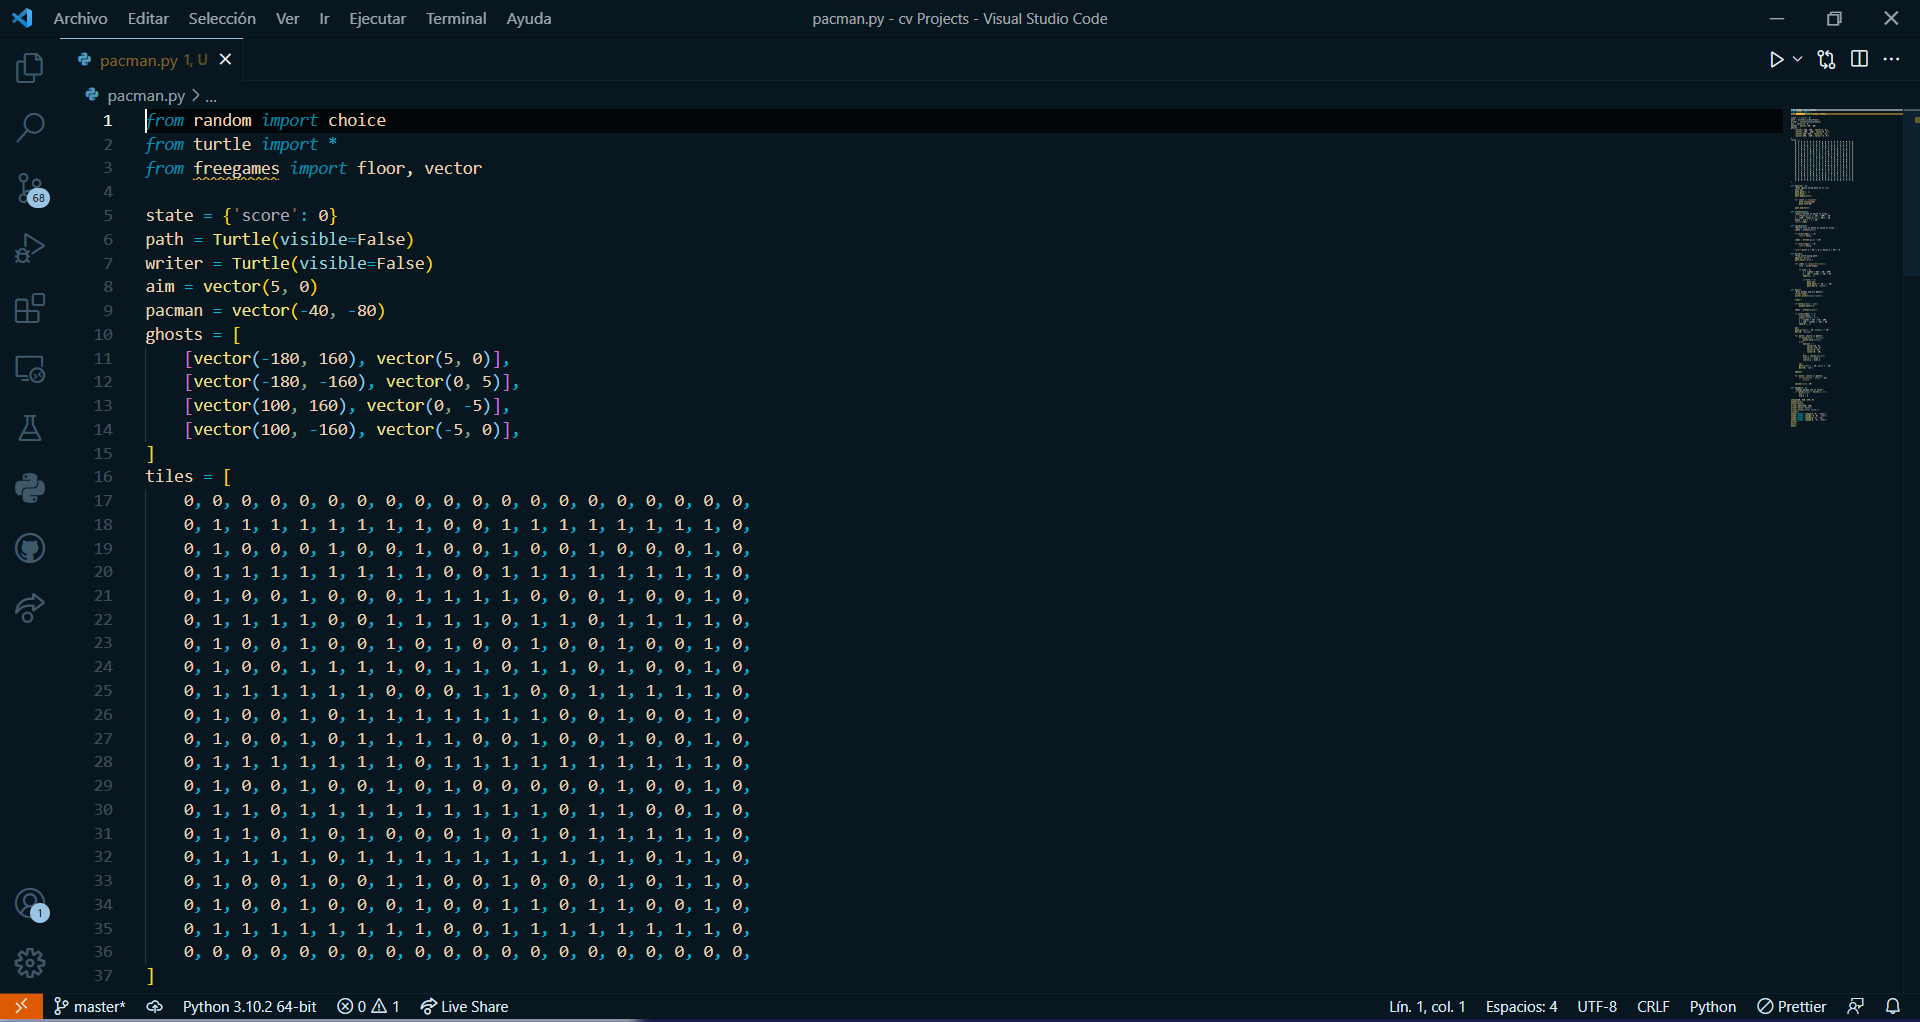 Archivo Editar Selección Ver Ir Ejecutar Terminal Ayuda pacman.py - cv Projects - Visual Studio Code
pacman.py 1, U
pacman.py > ...
1 from random import choice
2 from turtle import *
3 from freegames import floor, vector
4
5 state = {'score': 0}
6 path = Turtle(visible=False)
7 writer = Turtle(visible=False)
8 aim = vector(5, 0)
9 pacman = vector(-40, -80)
10 ghosts = [
11 [vector(-180, 160), vector(5, 0)],
12 [vector(-180, -160), vector(0, 5)],
13 [vector(100, 160), vector(0, -5)],
14 [vector(100, -160), vector(-5, 0)],
15 ]
16 tiles = [
17 0, 0, 0, 0, 0, 0, 0, 0, 0, 0, 0, 0, 0, 0, 0, 0, 0, 0, 0, 0,
18 0, 1, 1, 1, 1, 1, 1, 1, 1, 0, 0, 1, 1, 1, 1, 1, 1, 1, 1, 0,
19 0, 1, 0, 0, 0, 1, 0, 0, 1, 0, 0, 1, 0, 0, 1, 0, 0, 0, 1, 0,
20 0, 1, 1, 1, 1, 1, 1, 1, 1, 0, 0, 1, 1, 1, 1, 1, 1, 1, 1, 0,
21 0, 1, 0, 0, 1, 0, 0, 0, 1, 1, 1, 1, 0, 0, 0, 1, 0, 0, 1, 0,
22 0, 1, 1, 1, 1, 0, 0, 1, 1, 1, 1, 0, 1, 1, 0, 1, 1, 1, 1, 0,
23 0, 1, 0, 0, 1, 0, 0, 1, 0, 1, 0, 0, 1, 0, 0, 1, 0, 0, 1, 0,
24 0, 1, 0, 0, 1, 1, 1, 1, 0, 1, 1, 0, 1, 1, 0, 1, 0, 0, 1, 0,
25 0, 1, 1, 1, 1, 1, 1, 0, 0, 0, 1, 1, 0, 0, 1, 1, 1, 1, 1, 0,
26 0, 1, 0, 0, 1, 0, 1, 1, 1, 1, 1, 1, 1, 0, 0, 1, 0, 0, 1, 0,
27 0, 1, 0, 0, 1, 0, 1, 1, 1, 1, 0, 0, 1, 0, 0, 1, 0, 0, 1, 0,
28 0, 1, 1, 1, 1, 1, 1, 1, 0, 1, 1, 1, 1, 1, 1, 1, 1, 1, 1, 0,
29 0, 1, 0, 0, 1, 0, 0, 1, 0, 1, 0, 0, 0, 0, 0, 1, 0, 0, 1, 0,
30 0, 1, 1, 0, 1, 1, 1, 1, 1, 1, 1, 1, 1, 0, 1, 1, 0, 0, 1, 0,
31 0, 1, 1, 0, 1, 0, 1, 0, 0, 0, 1, 0, 1, 0, 1, 1, 1, 1, 1, 0,
32 0, 1, 1, 1, 1, 0, 1, 1, 1, 1, 1, 1, 1, 1, 1, 1, 0, 1, 1, 0,
33 0, 1, 0, 0, 1, 0, 0, 1, 1, 0, 0, 1, 0, 0, 0, 1, 0, 1, 1, 0,
34 0, 1, 0, 0, 1, 0, 0, 0, 1, 0, 0, 1, 1, 0, 1, 1, 0, 0, 1, 0,
35 0, 1, 1, 1, 1, 1, 1, 1, 1, 0, 0, 1, 1, 1, 1, 1, 1, 1, 1, 0,
36 0, 0, 0, 0, 0, 0, 0, 0, 0, 0, 0, 0, 0, 0, 0, 0, 0, 0, 0, 0,
37 ]
68
1
master* Python 3.10.2 64-bit 0 1 Live Share Lín. 1, col. 1 Espacios: 4 UTF-8 CRLF Python Prettier